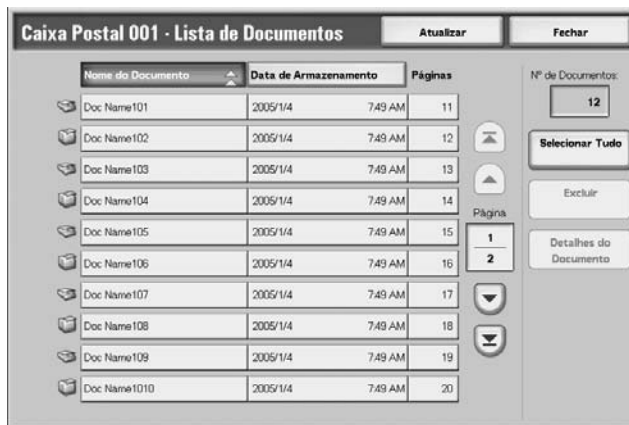 Caixa Postal 001 - Lista de Documentos Atualizar Fechar
Nome do Documento Data de Armazenamento Páginas Nº de Documentos:
12
Doc Name101 2005/1/4 7:49 AM 11
Doc Name102 2005/1/4 7:49 AM 12
Selecionar Tudo
Doc Name103 2005/1/4 7:49 AM 13
Doc Name104 2005/1/4 7:49 AM 14
Excluir
Página
Doc Name105 2005/1/4 7:49 AM 15
1
2
Detalhes do
Documento
Doc Name106 2005/1/4 7:49 AM 16
Doc Name107 2005/1/4 7:49 AM 17
Doc Name108 2005/1/4 7:49 AM 18
Doc Name109 2005/1/4 7:49 AM 19
Doc Name1010 2005/1/4 7:49 AM 20